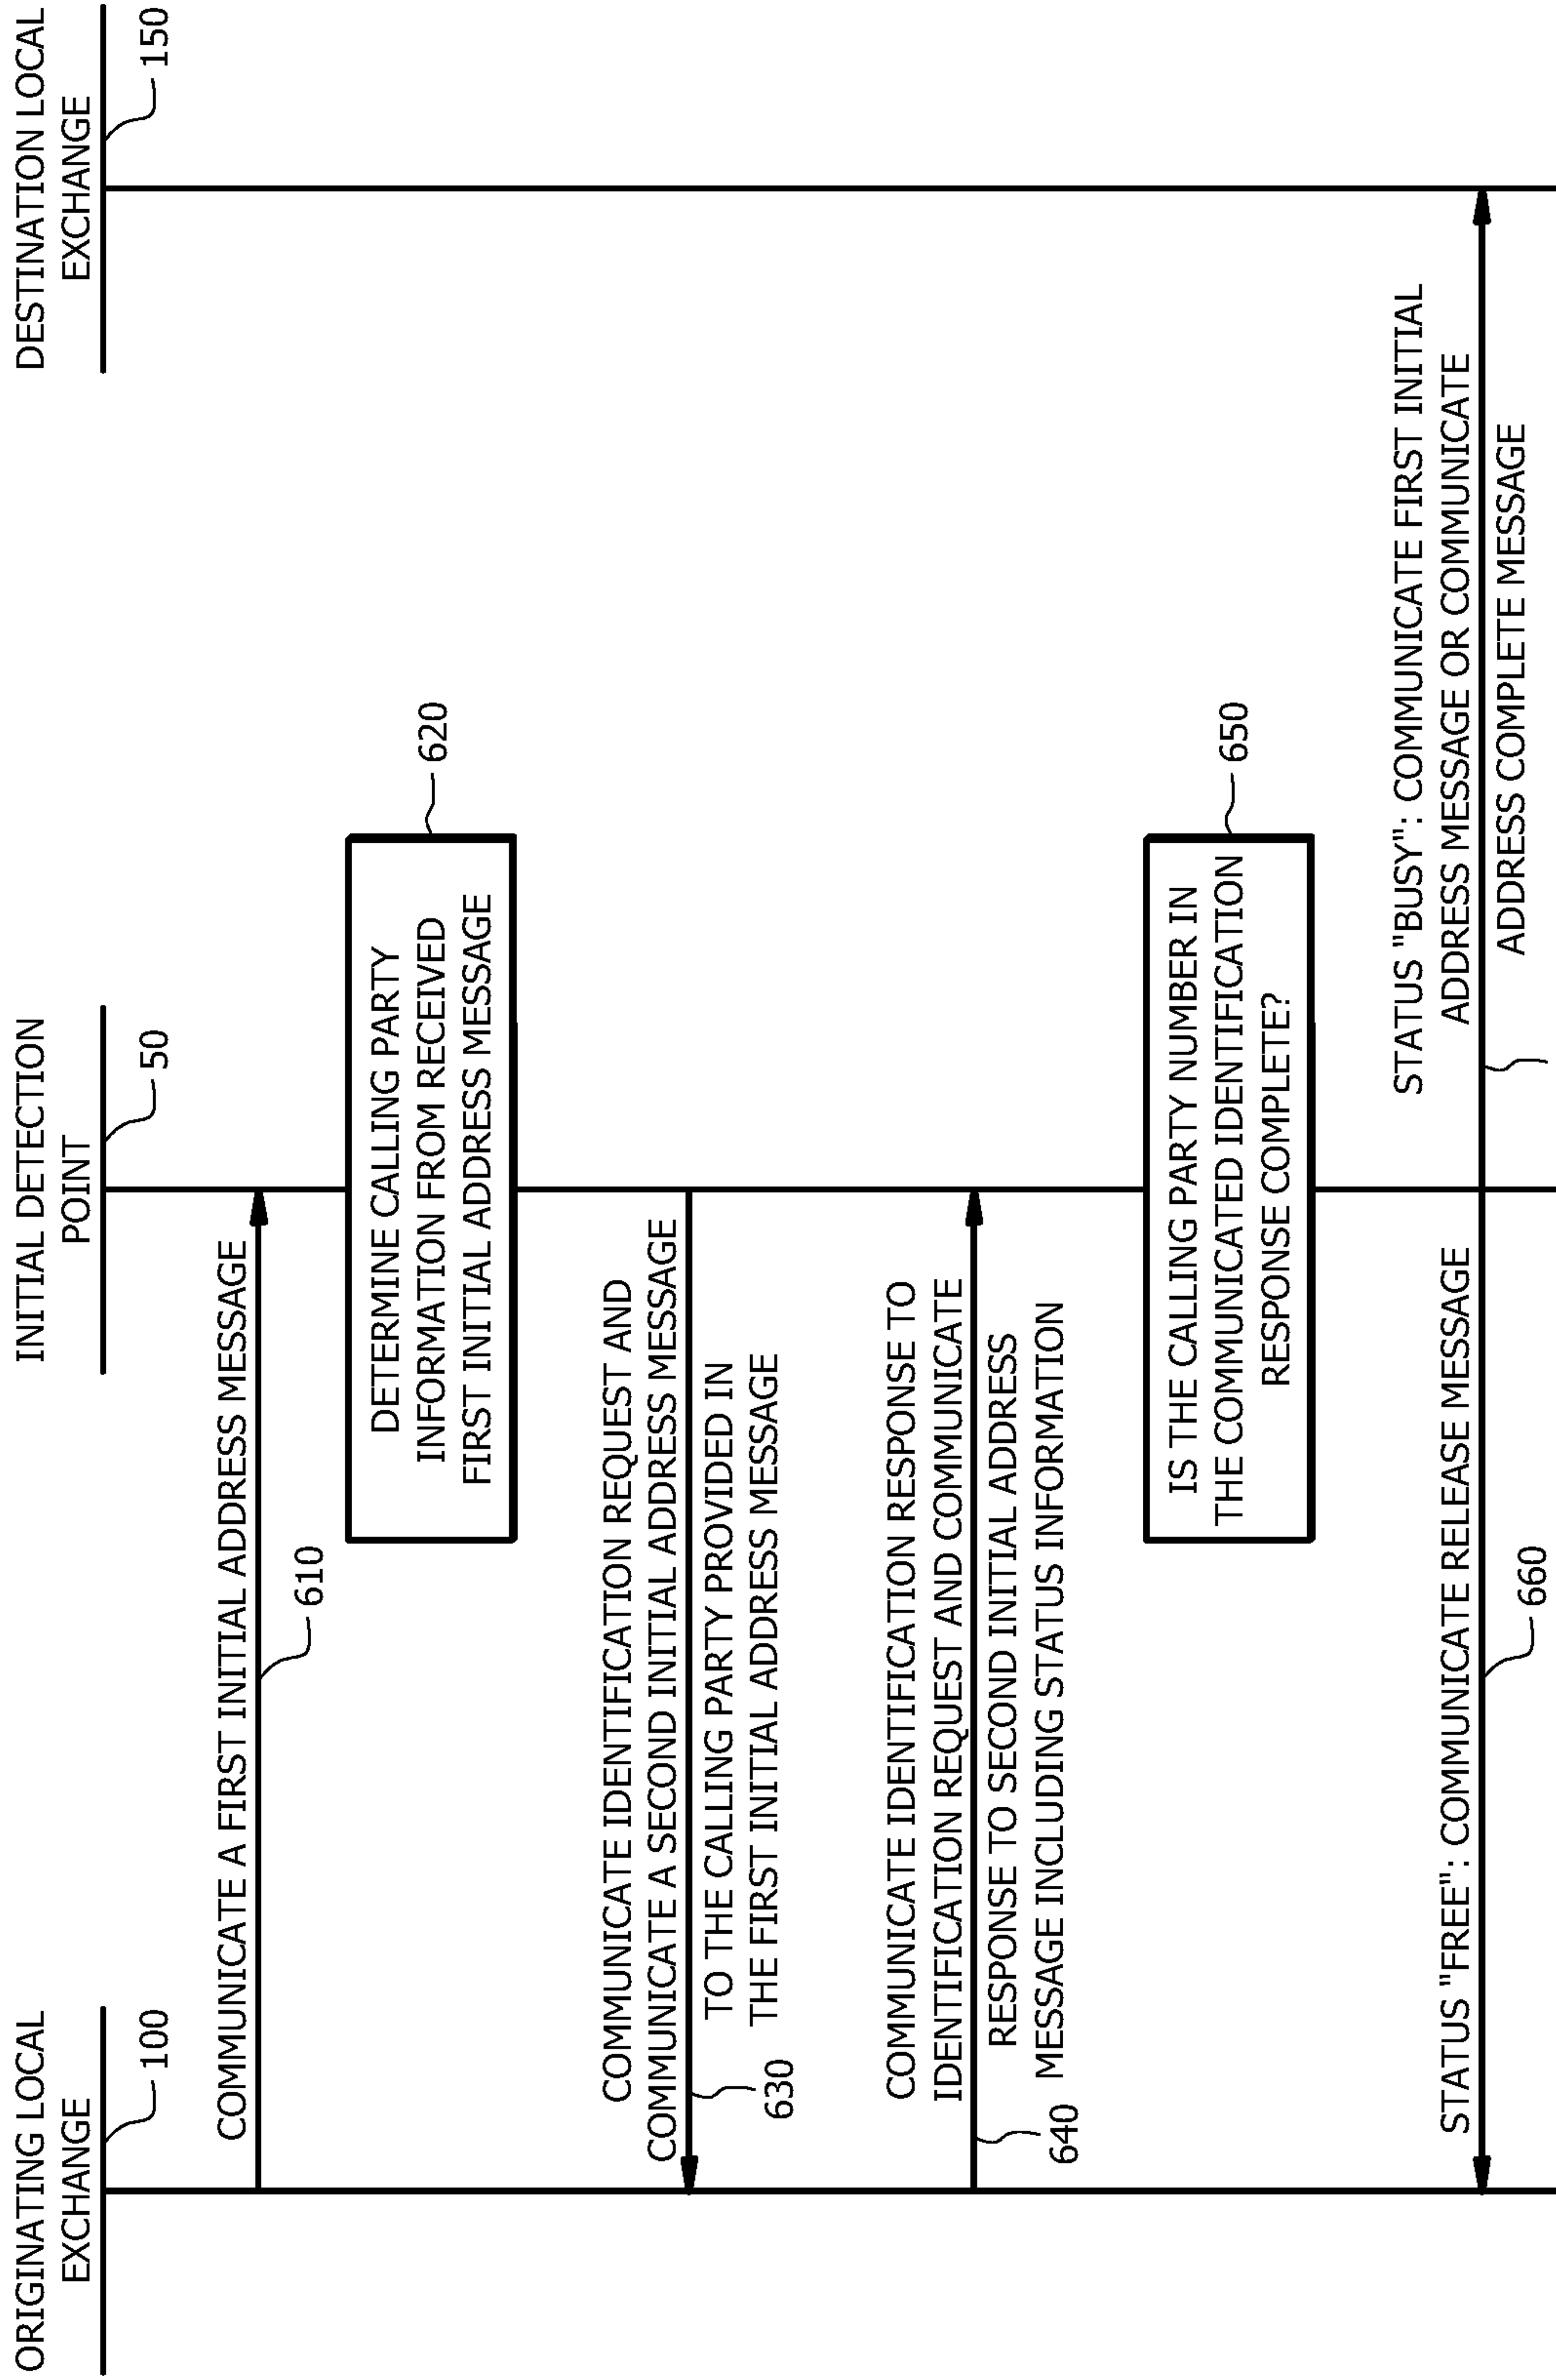 ORIGINATING LOCAL
EXCHANGE
100
INITIAL DETECTION
POINT
50
DESTINATION LOCAL
EXCHANGE
150
COMMUNICATE A FIRST INITIAL ADDRESS MESSAGE
610
DETERMINE CALLING PARTY
INFORMATION FROM RECEIVED
FIRST INITIAL ADDRESS MESSAGE
620
COMMUNICATE IDENTIFICATION REQUEST AND
COMMUNICATE A SECOND INITIAL ADDRESS MESSAGE
TO THE CALLING PARTY PROVIDED IN
THE FIRST INITIAL ADDRESS MESSAGE
630
COMMUNICATE IDENTIFICATION RESPONSE TO
IDENTIFICATION REQUEST AND COMMUNICATE
RESPONSE TO SECOND INITIAL ADDRESS
MESSAGE INCLUDING STATUS INFORMATION
640
IS THE CALLING PARTY NUMBER IN
THE COMMUNICATED IDENTIFICATION
RESPONSE COMPLETE?
650
STATUS "FREE": COMMUNICATE RELEASE MESSAGE
660
STATUS "BUSY": COMMUNICATE FIRST INITIAL
ADDRESS MESSAGE OR COMMUNICATE
ADDRESS COMPLETE MESSAGE